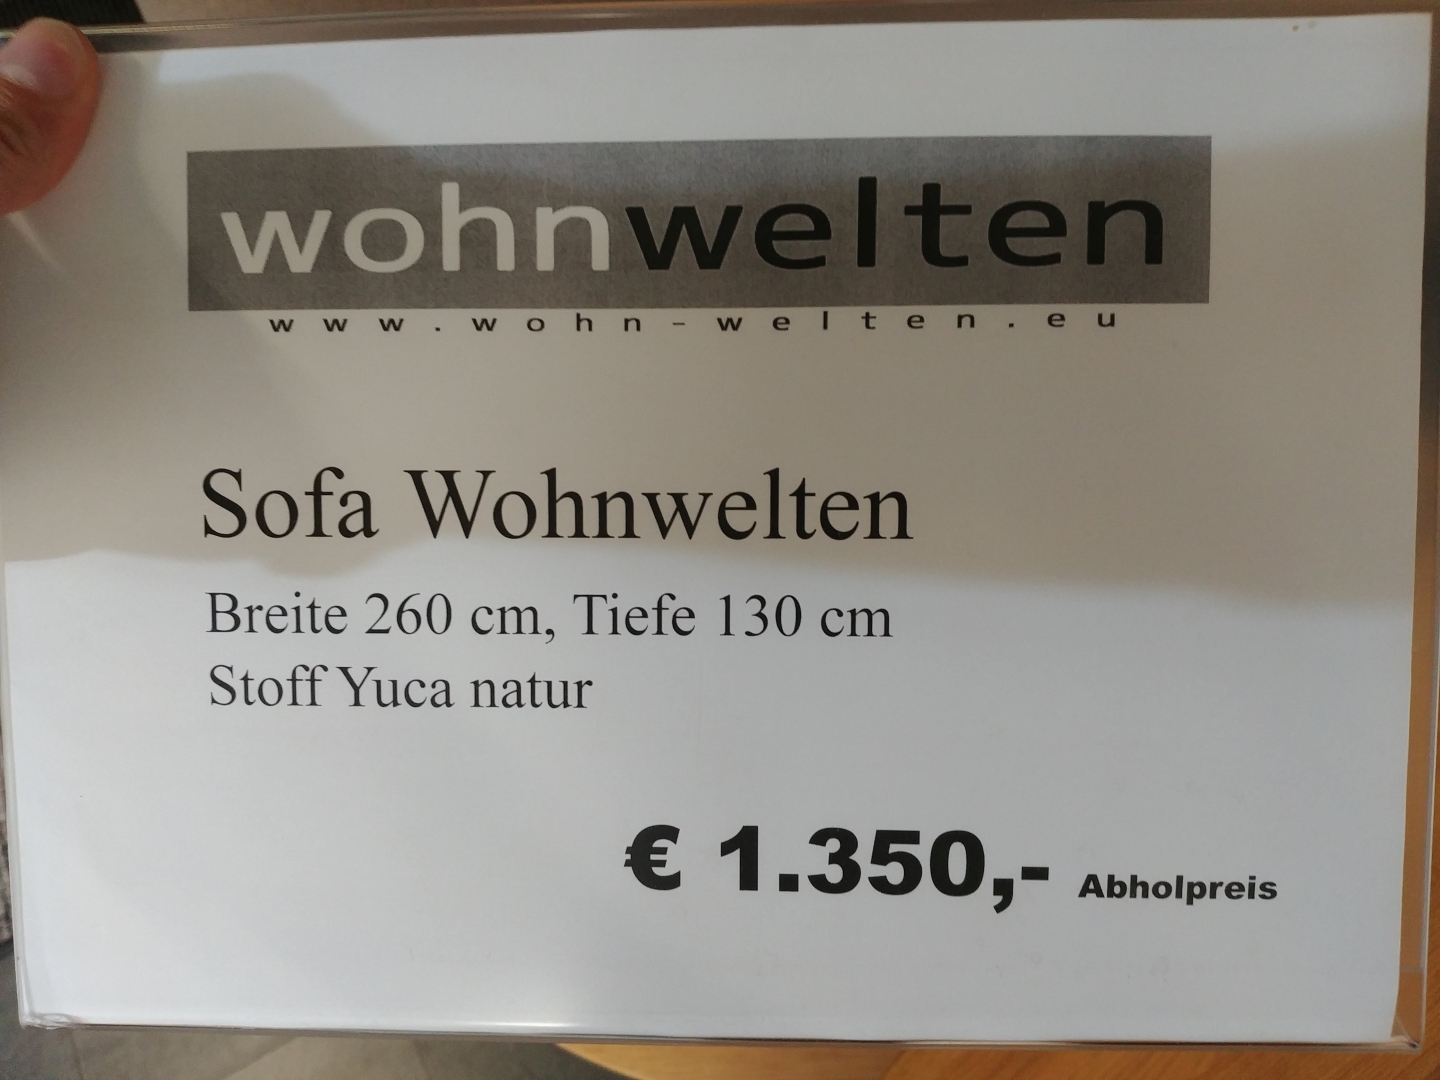 wohnwelten
www.wohn-welten.eu
Sofa Wohnwelten
Breite 260 cm, Tiefe 130 cm
Stoff Yuca natur
€ 1.350,- Abholpreis